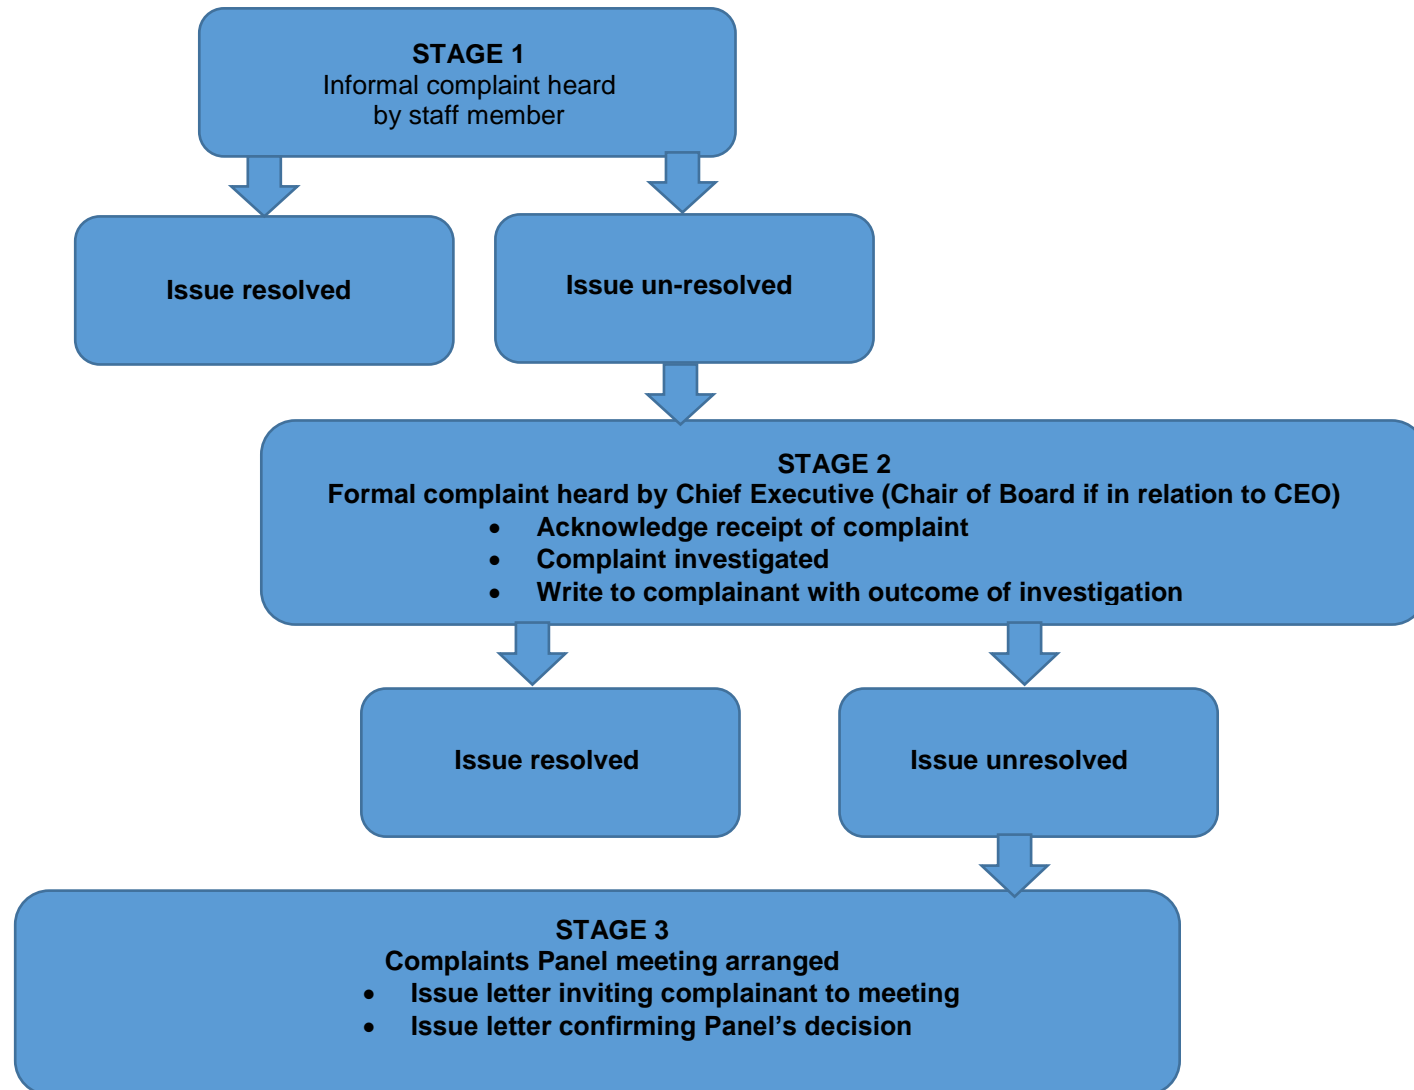 STAGE 1
Informal complaint heard
by staff member
Issue resolved
Issue un-resolved
STAGE 2
Formal complaint heard by Chief Executive (Chair of Board if in relation to CEO)
• Acknowledge receipt of complaint
• Complaint investigated
• Write to complainant with outcome of investigation
Issue resolved
Issue unresolved
STAGE 3
Complaints Panel meeting arranged
• Issue letter inviting complainant to meeting
• Issue letter confirming Panel’s decision